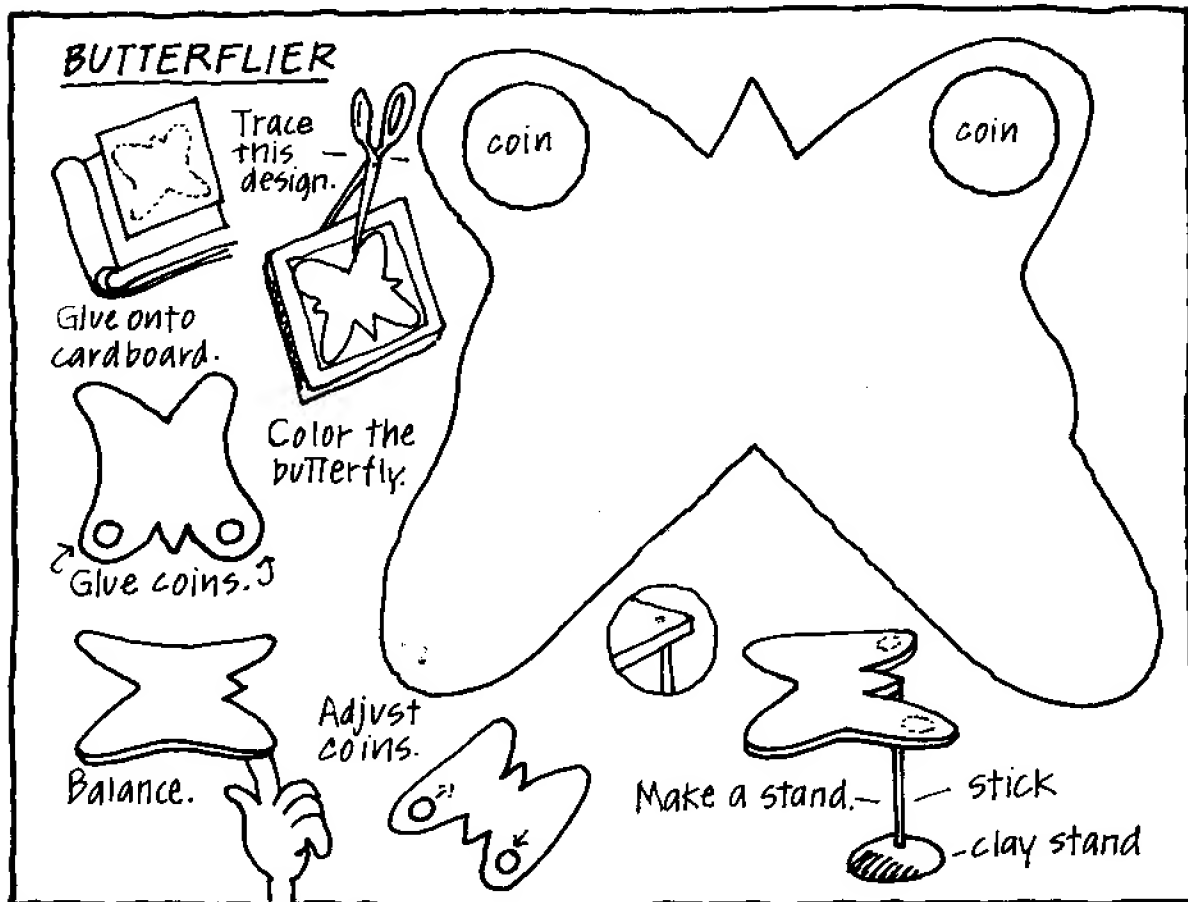 BUTTERFLIER
Trace
this
design.
Glue onto
cardboard.
Color the
butterfly.
Glue coins.
Balance.
Adjust
coins.
coin
coin
Make a stand.
stick
clay stand